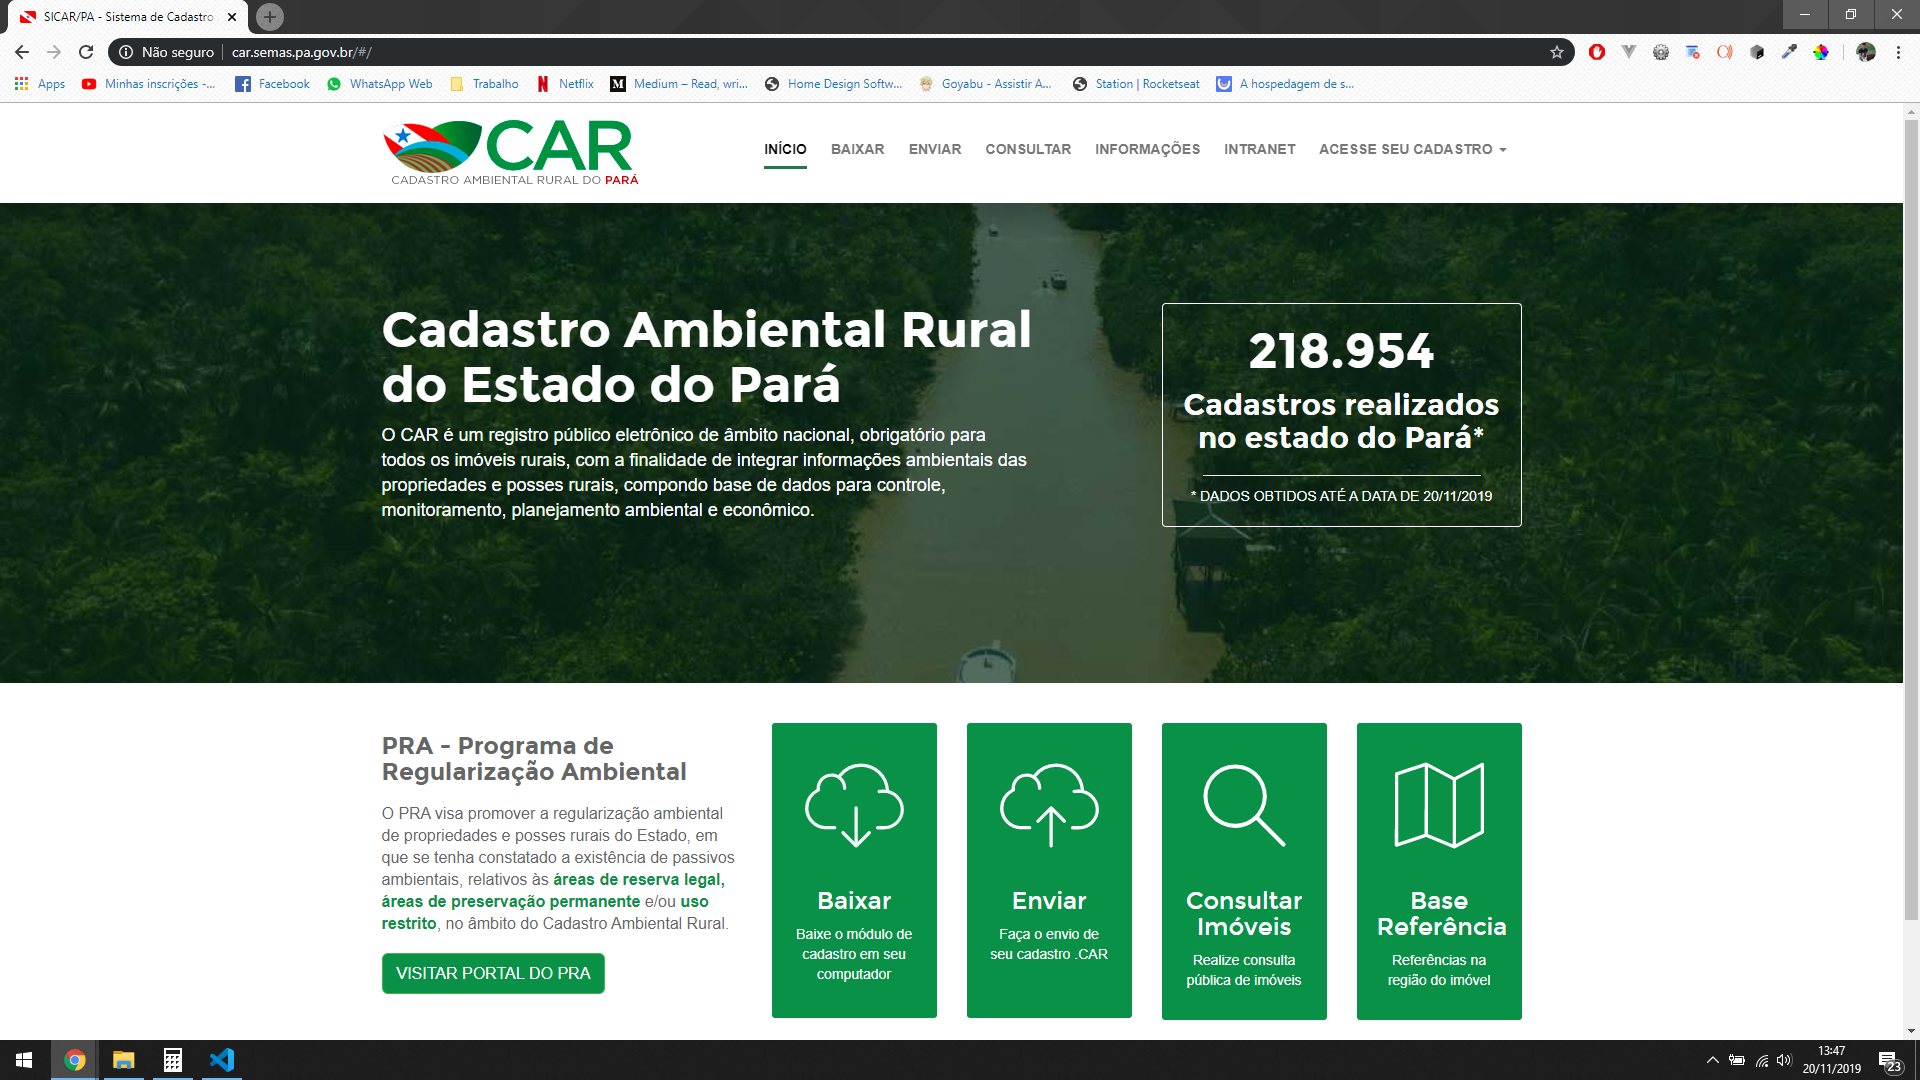 SICAR/PA - Sistema de Cadastro
Não seguro
car.semas.pa.gov.br/#/
Apps
Minhas inscrições -...
Facebook
WhatsApp Web
Trabalho
Netflix
Medium – Read, wri...
Home Design Softw...
Goyabu - Assistir A...
Station | Rocketseat
A hospedagem de s...
CAR
CADASTRO AMBIENTAL RURAL DO PARÁ
INÍCIO
BAIXAR
ENVIAR
CONSULTAR
INFORMAÇÕES
INTRANET
ACESSE SEU CADASTRO
Cadastro Ambiental Rural
do Estado do Pará
O CAR é um registro público eletrônico de âmbito nacional, obrigatório para
todos os imóveis rurais, com a finalidade de integrar informações ambientais das
propriedades e posses rurais, compondo base de dados para controle,
monitoramento, planejamento ambiental e econômico.
218.954
Cadastros realizados
no estado do Pará*
* DADOS OBTIDOS ATÉ A DATA DE 20/11/2019
PRA - Programa de
Regularização Ambiental
O PRA visa promover a regularização ambiental
de propriedades e posses rurais do Estado, em
que se tenha constatado a existência de passivos
ambientais, relativos às áreas de reserva legal,
áreas de preservação permanente e/ou uso
restrito, no âmbito do Cadastro Ambiental Rural.
VISITAR PORTAL DO PRA
Baixar
Baixe o módulo de
cadastro em seu
computador
Enviar
Faça o envio de
seu cadastro .CAR
Consultar
Imóveis
Realize consulta
pública de imóveis
Base
Referência
Referências na
região do imóvel
13:47
20/11/2019
23